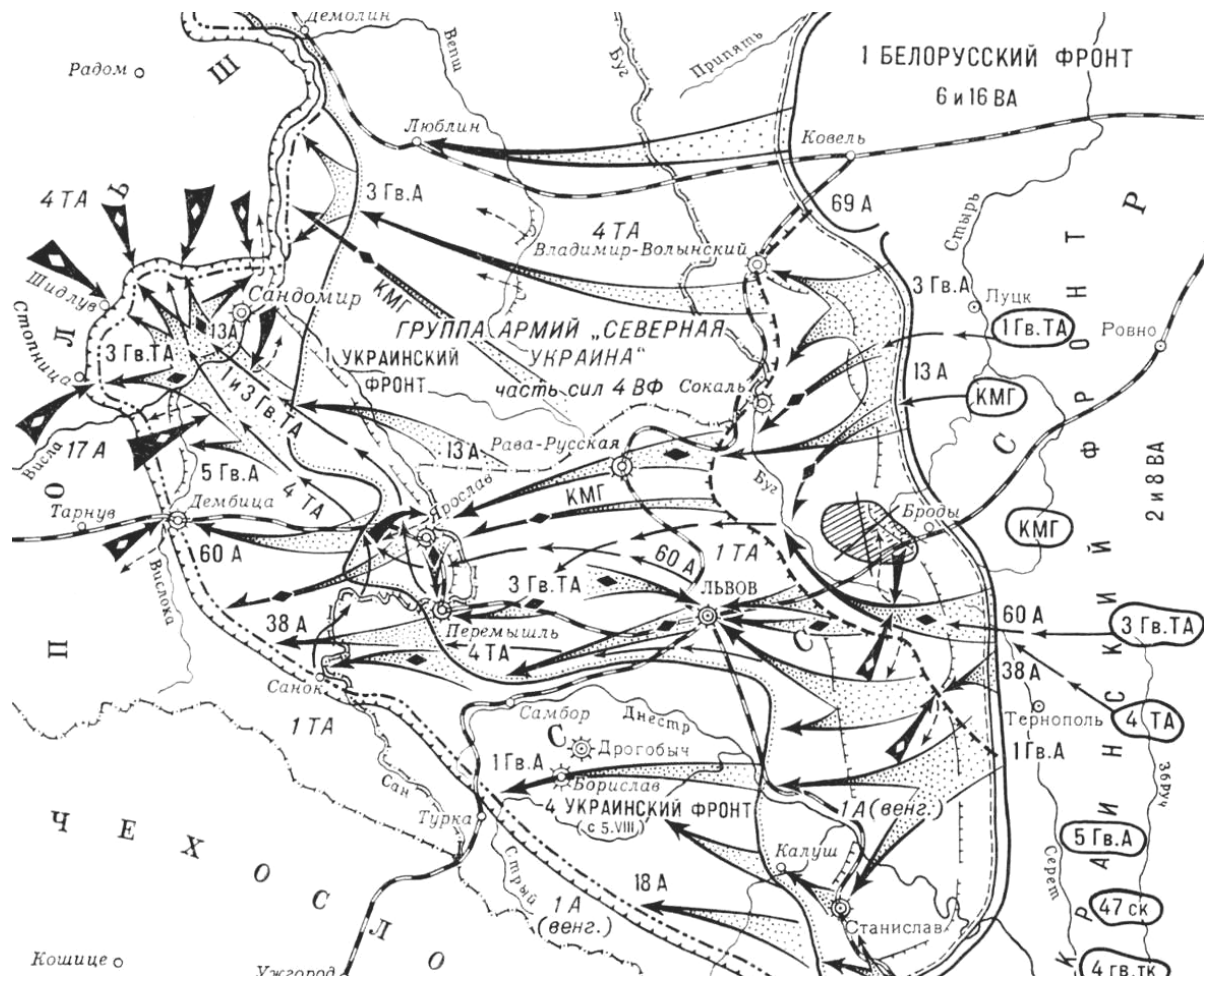 Демблин
Вепш
Буг
Припять
1 БЕЛОРУССКИЙ ФРОНТ
6 и 16 ВА
Радом
Ш
Люблин
Ковель
4 ТА
Ь
3 Гв.А
69 А
Стырь
Р
4 ТА
Владимир-Волынский
Шидлув
Сандомир
КМГ
3 Гв.А
Луцк
1 Гв.ТА
Ровно
Стопница
Л
13А
3 Гв.ТА
ГРУППА АРМИЙ „СЕВЕРНАЯ
УКРАИНА“
1 УКРАИНСКИЙ
ФРОНТ
часть сил 4 ВФ
Сокаль
13 А
КМГ
1 и 3 Гв.ТА
Висла
17 А
13 А
Рава-Русская
С
О
5 Гв.А
4 ТА
Ярослав
КМГ
Буг
Броды
КМГ
2 и 8 ВА
Тарнув
Дембица
60 А
Вислока
60 А
1 ТА
3 Гв.ТА
ЛЬВОВ
60 А
3 Гв.ТА
38 А
Перемышль
4 ТА
С
П
38 А
Санок
1 ТА
Самбор
Днестр
Тернополь
4 ТА
С
Дрогобыч
1 Гв.А
1 Гв.А
Борислав
4 УКРАИНСКИЙ ФРОНТ
(с 5.VIII)
1 А (венг.)
Збруч
Сан
Турка
5 Гв.А
Калуш
Серет
Стрый
18 А
1 А
(венг.)
Станислав
47 ск
4 гв.тк
Кошице
Ужгород
Ч Е Х О С Л О
К Р А И Н С К И Й Ф Р О Н Т